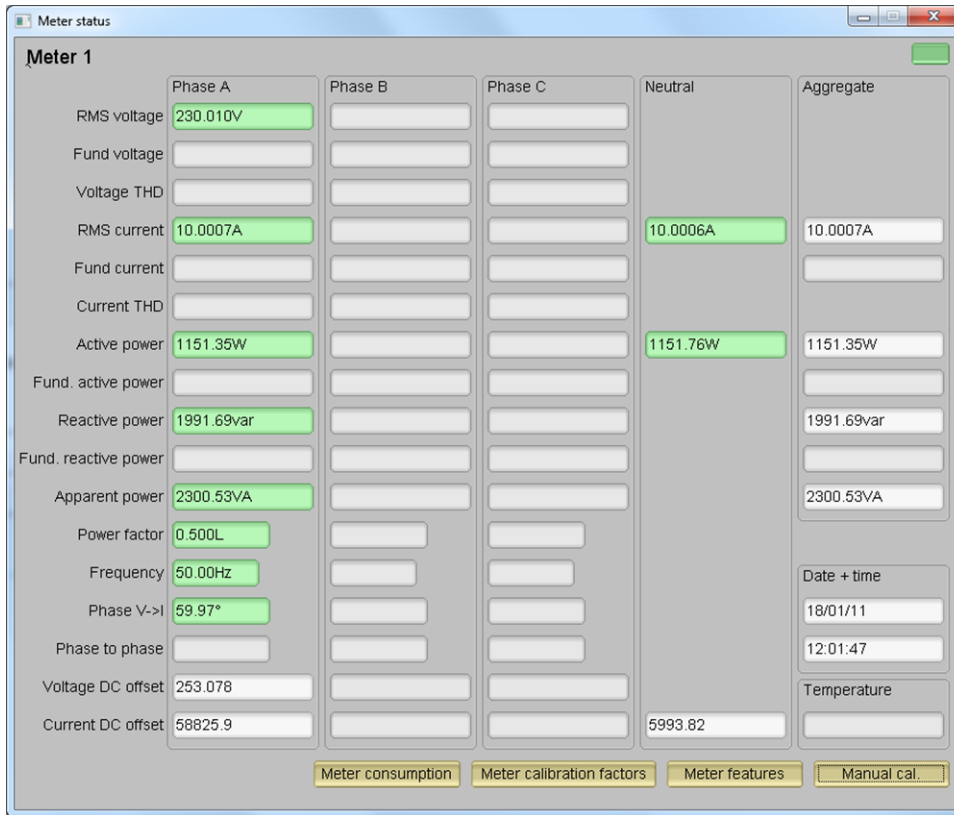 Meter status
Meter 1
Phase A Phase B Phase C Neutral Aggregate
RMS voltage 230.010V
Fund voltage
Voltage THD
RMS current 10.0007A 10.0006A 10.0007A
Fund current
Current THD
Active power 1151.35W 1151.76W 1151.35W
Fund. active power
Reactive power 1991.69var 1991.69var
Fund. reactive power
Apparent power 2300.53VA 2300.53VA
Power factor 0.500L
Frequency 50.00Hz Date + time
Phase V->I 59.97° 18/01/11
Phase to phase 12:01:47
Voltage DC offset 253.078 Temperature
Current DC offset 58825.9 5993.82
Meter consumption Meter calibration factors Meter features Manual cal.